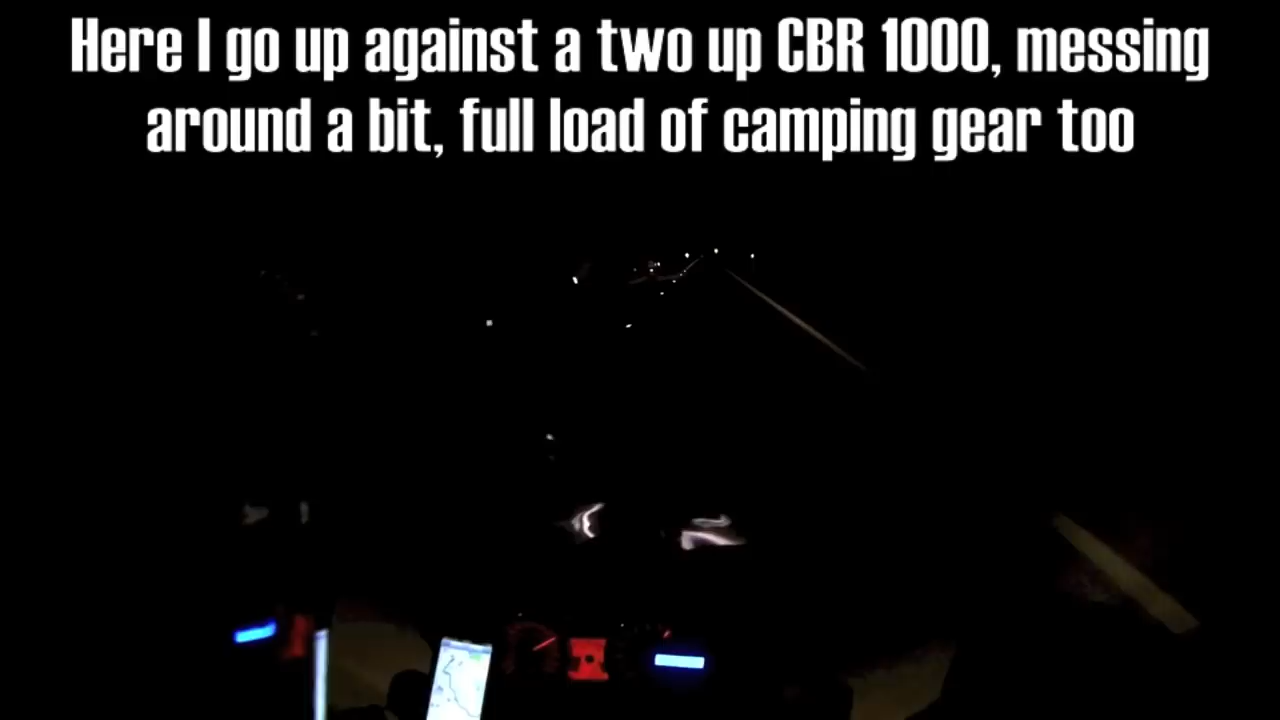 Here I go up against a two up CBR 1000, messing
around a bit, full load of camping gear too